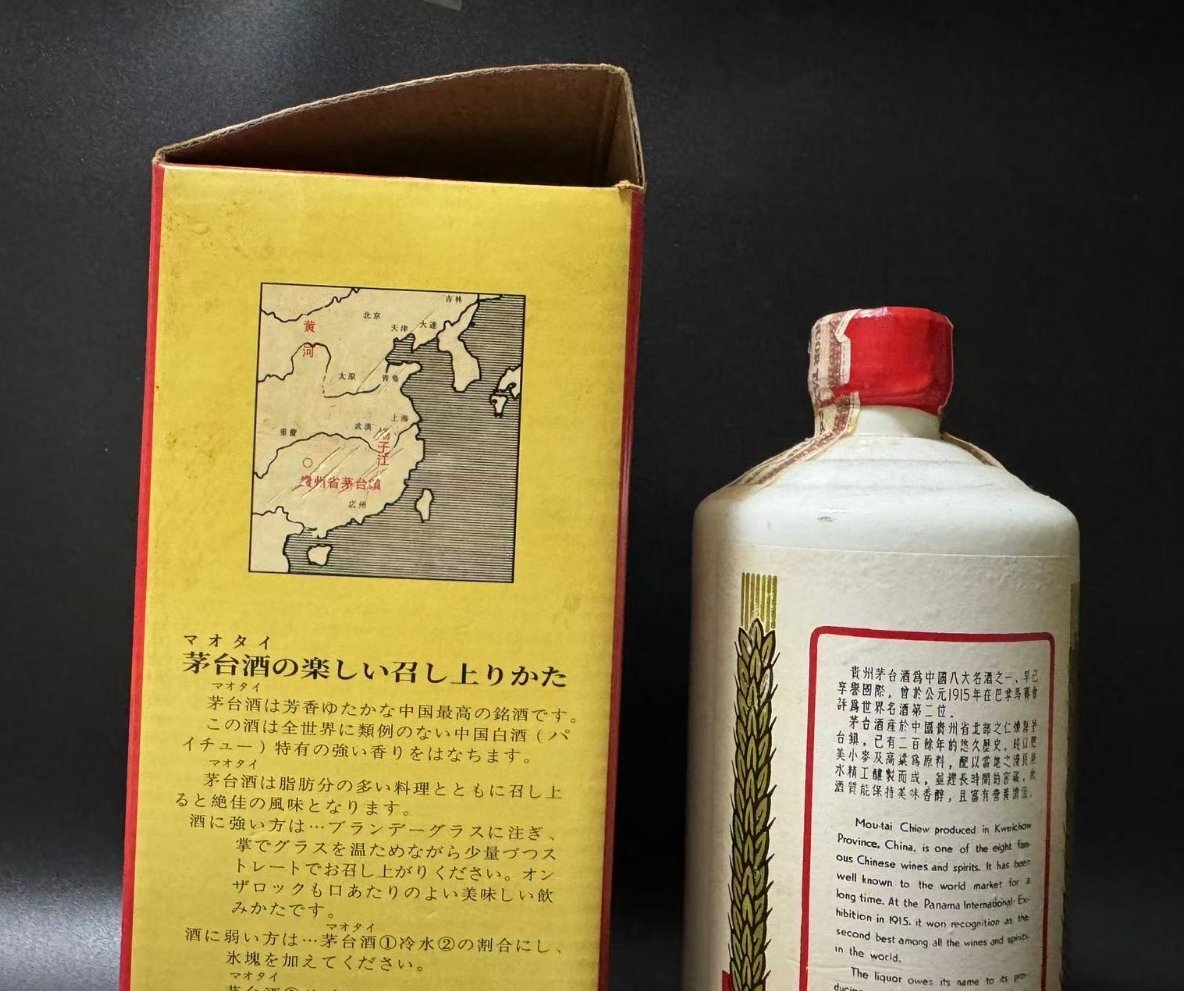 吉林
北京
天津
大連
黄
河
太原
青島
上海
武漢
重慶
揚子江
貴州省茅台鎮
広州
マオタイ
茅台酒の楽しい召し上りかた
マオタイ
茅台酒は芳香ゆたかな中国最高の銘酒です。
この酒は全世界に類例のない中国白酒(パ
イチュー)特有の強い香りをはなちます。
マオタイ
茅台酒は脂肪分の多い料理とともに召し上
ると絶佳の風味となります。
酒に強い方は…ブランデーグラスに注ぎ、
掌でグラスを温ためながら少量づつス
トレートでお召し上がりください。オン
ザロックも口あたりのよい美味しい飲
みかたです。
マオタイ
酒に弱い方は…茅台酒①冷水②の割合にし、
氷塊を加えてください。
マオタイ
貴州茅台酒爲中國八大名酒之一、早已
享譽國際，曾於公元1915年在巴拿馬賽會
評爲世界名酒第二位。
茅台酒産於中國貴州省北部之仁懷縣茅
台鎮，已有二百餘年的悠久歷史，純以肥
美小麥及高粱爲原料，配以當地之優良泉
水精工釀製而成，並經長時間的窖藏，故
酒質能保持美味香醇，且富有營養價值。
Mou-tai Chiew produced in Kweichow
Province, China, is one of the eight fam-
ous Chinese wines and spirits. It has been
well known to the world market for a
long time. At the Panama International Ex-
hibition in 1915, it won recognition as the
second best among all the wines and spirits
in the world.
The liquor owes its name to its pro-